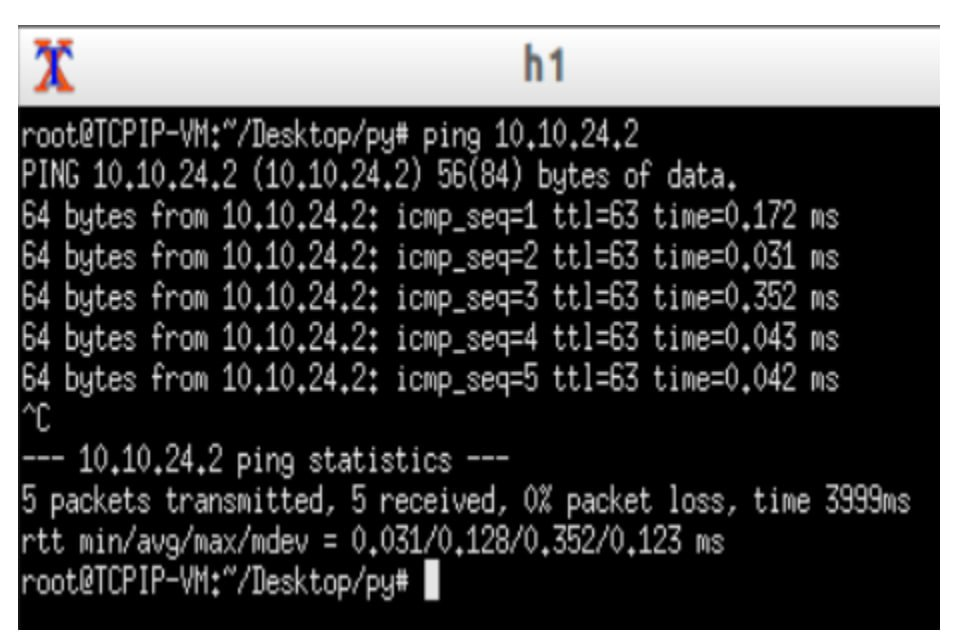 h1
root@TCPIP-VM:~/Desktop/py# ping 10.10.24.2
PING 10.10.24.2 (10.10.24.2) 56(84) bytes of data.
64 bytes from 10.10.24.2: icmp_seq=1 ttl=63 time=0.172 ms
64 bytes from 10.10.24.2: icmp_seq=2 ttl=63 time=0.031 ms
64 bytes from 10.10.24.2: icmp_seq=3 ttl=63 time=0.352 ms
64 bytes from 10.10.24.2: icmp_seq=4 ttl=63 time=0.043 ms
64 bytes from 10.10.24.2: icmp_seq=5 ttl=63 time=0.042 ms
^C
--- 10.10.24.2 ping statistics ---
5 packets transmitted, 5 received, 0% packet loss, time 3999ms
rtt min/avg/max/mdev = 0.031/0.128/0.352/0.123 ms
root@TCPIP-VM:~/Desktop/py#